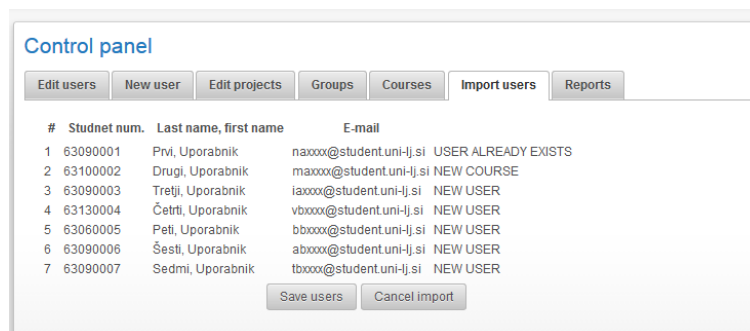 Control panel
Edit users New user Edit projects Groups Courses Import users Reports
# Studnet num. Last name, first name E-mail
1 63090001 Prvi, Uporabnik naxxxx@student.uni-lj.si USER ALREADY EXISTS
2 63100002 Drugi, Uporabnik maxxxx@student.uni-lj.si NEW COURSE
3 63090003 Tretji, Uporabnik iaxxxx@student.uni-lj.si NEW USER
4 63130004 Četrti, Uporabnik vbxxxx@student.uni-lj.si NEW USER
5 63060005 Peti, Uporabnik bbxxxx@student.uni-lj.si NEW USER
6 63090006 Šesti, Uporabnik abxxxx@student.uni-lj.si NEW USER
7 63090007 Sedmi, Uporabnik tbxxxx@student.uni-lj.si NEW USER
Save users Cancel import